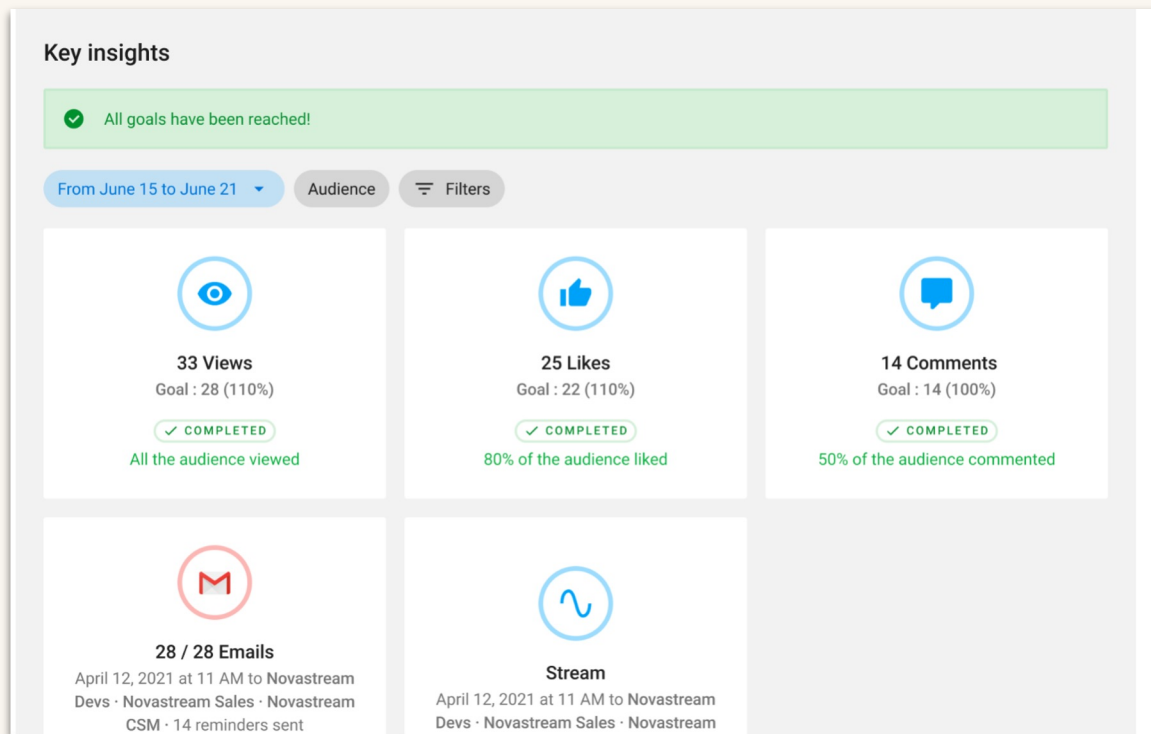 Key insights
All goals have been reached!
From June 15 to June 21
Audience
Filters
33 Views
Goal : 28 (110%)
COMPLETED
All the audience viewed
25 Likes
Goal : 22 (110%)
COMPLETED
80% of the audience liked
14 Comments
Goal : 14 (100%)
COMPLETED
50% of the audience commented
28 / 28 Emails
April 12, 2021 at 11 AM to Novastream
Devs · Novastream Sales · Novastream
CSM · 14 reminders sent
Stream
April 12, 2021 at 11 AM to Novastream
Devs · Novastream Sales · Novastream